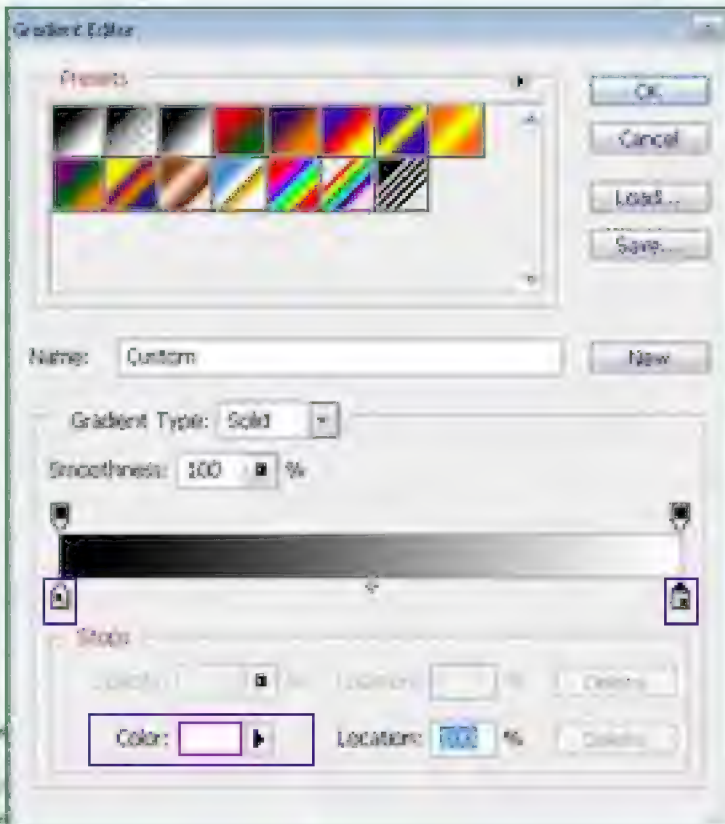 Gradient Editor
Presets
OK
Cancel
Load...
Save...
Name: Custom
New
Gradient Type: Solid
Smoothness: 100 %
Stops
Opacity: % Location: % Delete
Color: Location: 100 % Delete